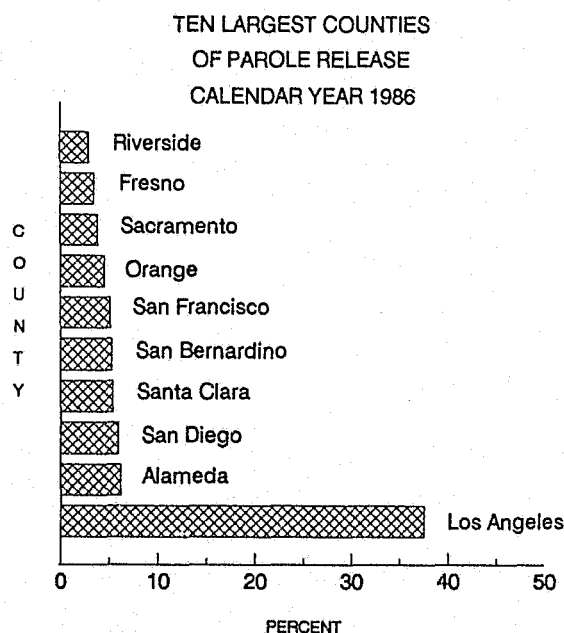 TEN LARGEST COUNTIES
OF PAROLE RELEASE
CALENDAR YEAR 1986
Riverside
Fresno
Sacramento
Orange
San Francisco
San Bernardino
Santa Clara
San Diego
Alameda
Los Angeles
COUNTY
0 10 20 30 40 50
PERCENT